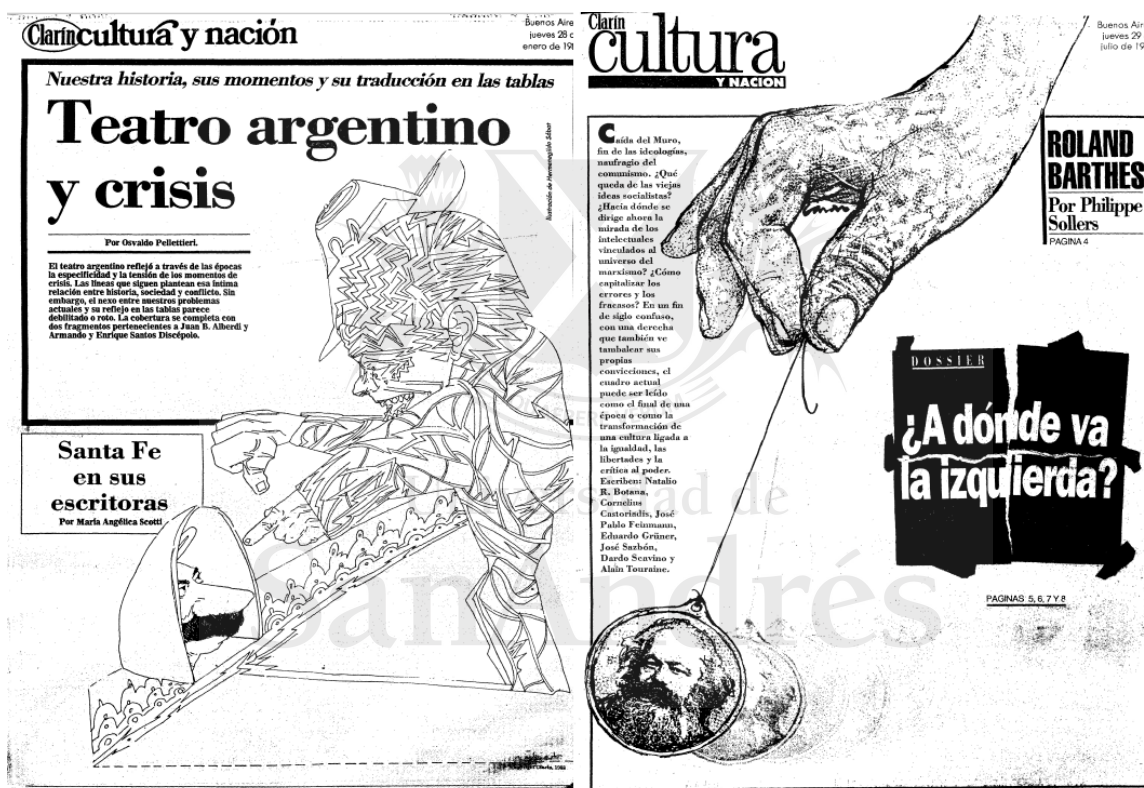 Clarín cultura y nación
Buenos Aire
jueves 28 d
enero de 198
Nuestra historia, sus momentos y su traducción en las tablas
Teatro argentino
y crisis
Ilustración de Hermenegildo Sábat
Por Osvaldo Pellettieri.
El teatro argentino reflejó a través de las épocas
la especificidad y la tensión de los momentos de
crisis. Las líneas que siguen plantean esa íntima
relación entre historia, sociedad y conflicto. Sin
embargo, el nexo entre nuestros problemas
actuales y su reflejo en las tablas parece
debilitado o roto. La cobertura se completa con
dos fragmentos pertenecientes a Juan B. Alberdi y
Armando y Enrique Santos Discépolo.
Santa Fe
en sus
escritoras
Por María Angélica Scotti
Clarín
cultura
Y NACION
Buenos Air
jueves 29
julio de 19
Caída del Muro,
fin de las ideologías,
naufragio del
comunismo. ¿Qué
queda de las viejas
ideas socialistas?
¿Hacia dónde se
dirige ahora la
mirada de los
intelectuales
vinculados al
universo del
marxismo? ¿Cómo
capitalizar los
errores y los
fracasos? En un fin
de siglo confuso,
con una derecha
que también ve
tambalear sus
propias
convicciones, el
cuadro actual
puede ser leído
como el final de una
época o como la
transformación de
una cultura ligada a
la igualdad, las
libertades y la
crítica al poder.
Escriben: Natalio
R. Botana,
Cornelius
Castoriadis, José
Pablo Feinmann,
Eduardo Grüner,
José Sazbón,
Dardo Scavino y
Alain Touraine.
ROLAND
BARTHES
Por Philippe
Sollers
PAGINA 4
DOSSIER
¿A dónde va
la izquierda?
PAGINAS 5, 6, 7 Y 8
Universidad de
SanAndrés